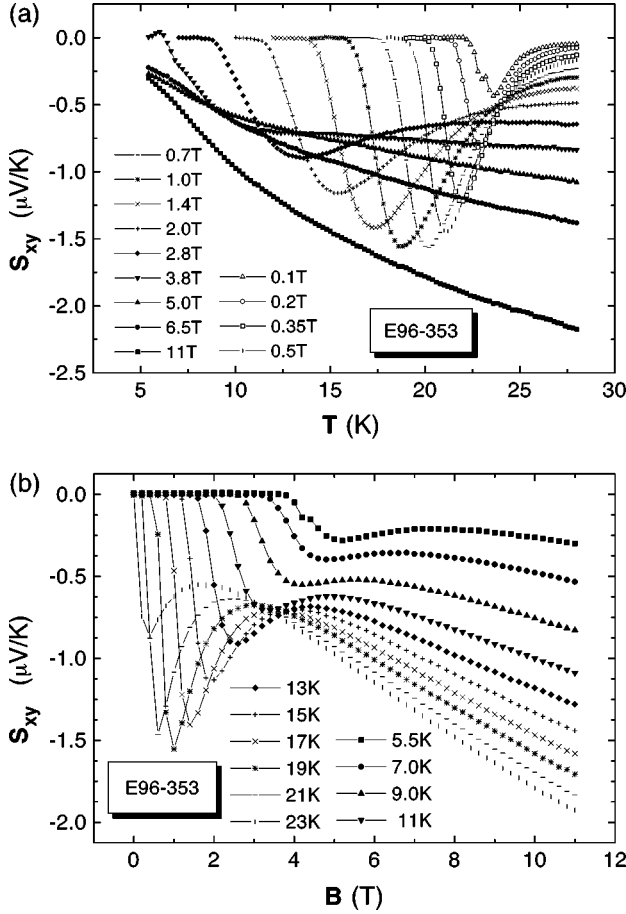 (a)
0.0
-0.5
-1.0
-1.5
-2.0
-2.5
Sxy (μV/K)
0.7T
1.0T
1.4T
2.0T
2.8T
3.8T
5.0T
6.5T
11T
0.1T
0.2T
0.35T
0.5T
E96-353
0 5 10 15 20 25 30
T (K)
(b)
0.0
-0.5
-1.0
-1.5
-2.0
Sxy (μV/K)
13K
15K
17K
19K
21K
23K
5.5K
7.0K
9.0K
11K
E96-353
0 2 4 6 8 10 12
B (T)